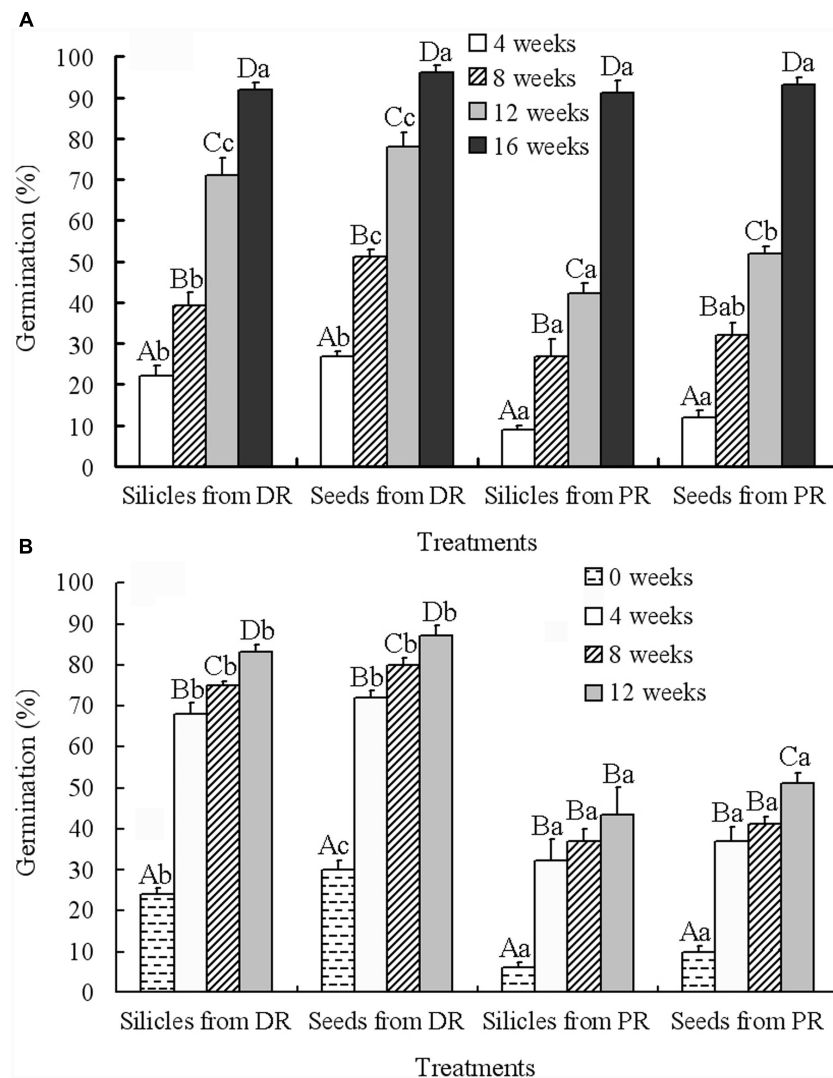 A
Germination (%)
100
90
80
70
60
50
40
30
20
10
0
4 weeks
8 weeks
12 weeks
16 weeks
Ab
Bb
Cc
Da
Ab
Bc
Cc
Da
Aa
Ba
Ca
Da
Aa
Bab
Cb
Da
Silicles from DR
Seeds from DR
Silicles from PR
Seeds from PR
Treatments
B
Germination (%)
100
90
80
70
60
50
40
30
20
10
0
0 weeks
4 weeks
8 weeks
12 weeks
Ab
Bb
Cb
Db
Ac
Bb
Cb
Db
Aa
Ba
Ba
Ba
Aa
Ba
Ba
Ca
Silicles from DR
Seeds from DR
Silicles from PR
Seeds from PR
Treatments